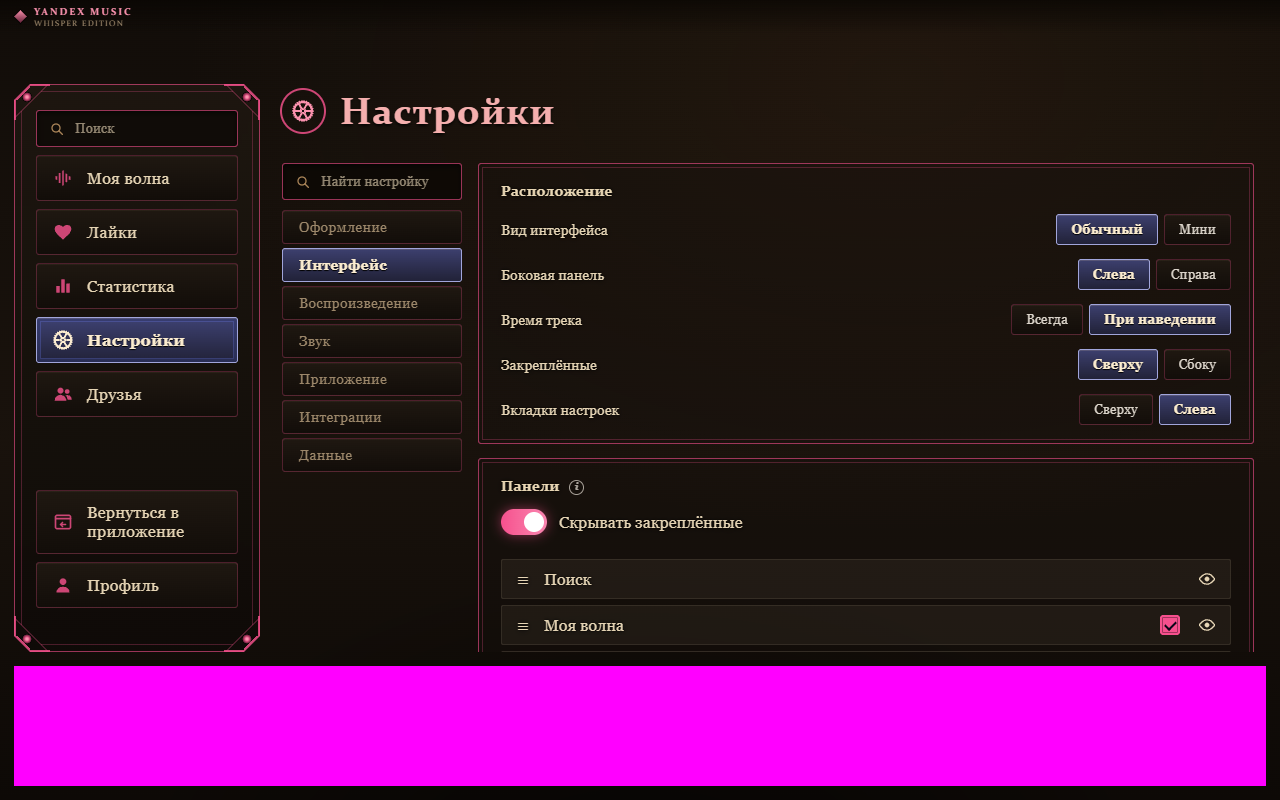 YANDEX MUSIC
WHISPER EDITION
Поиск
Моя волна
Лайки
Статистика
Настройки
Друзья
Вернуться в
приложение
Профиль
Настройки
Найти настройку
Оформление
Интерфейс
Воспроизведение
Звук
Приложение
Интеграции
Данные
Расположение
Вид интерфейса
Обычный
Мини
Боковая панель
Слева
Справа
Время трека
Всегда
При наведении
Закреплённые
Сверху
Сбоку
Вкладки настроек
Сверху
Слева
Панели
Скрывать закреплённые
Поиск
Моя волна